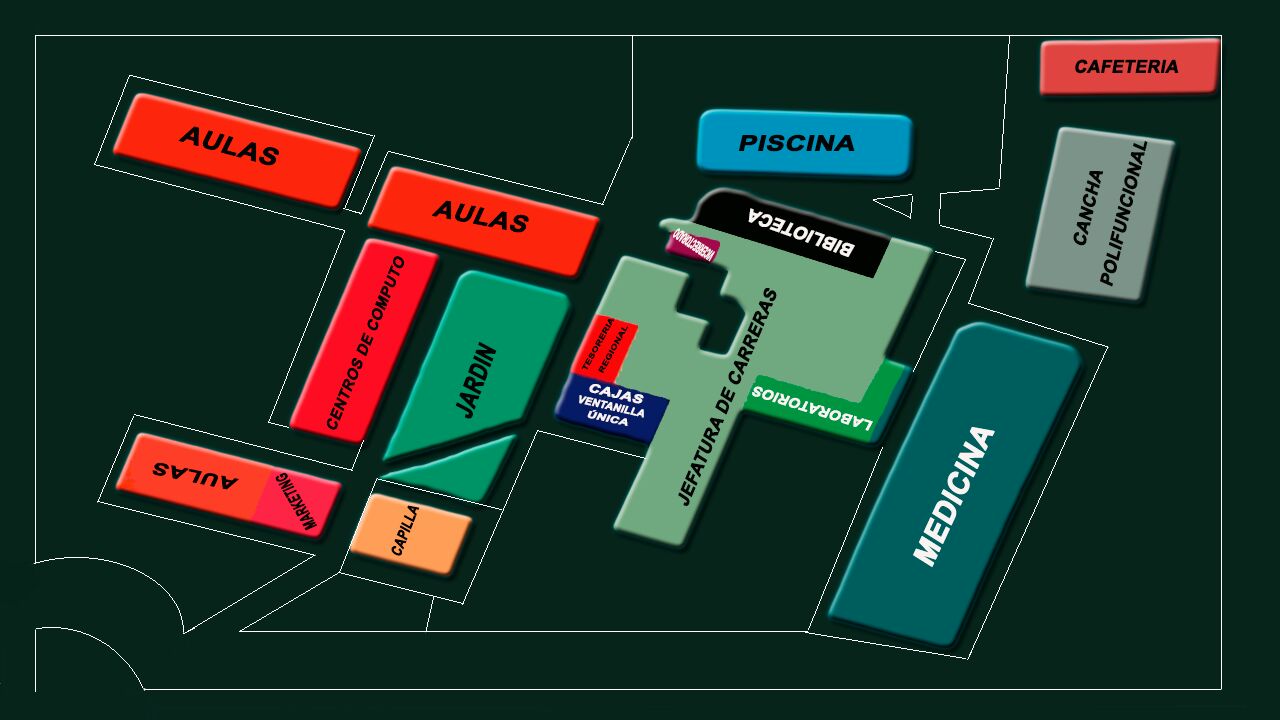 CAFETERIA
AULAS
PISCINA
CANCHA
POLIFUNCIONAL
AULAS
BIBLIOTECA
VICERRECTORADO
CENTROS DE COMPUTO
JARDIN
TESORERIA
REGIONAL
JEFATURA DE CARRERAS
CAJAS
VENTANILLA
ÚNICA
LABORATORIOS
AULAS
MARKETING
CAPILLA
MEDICINA